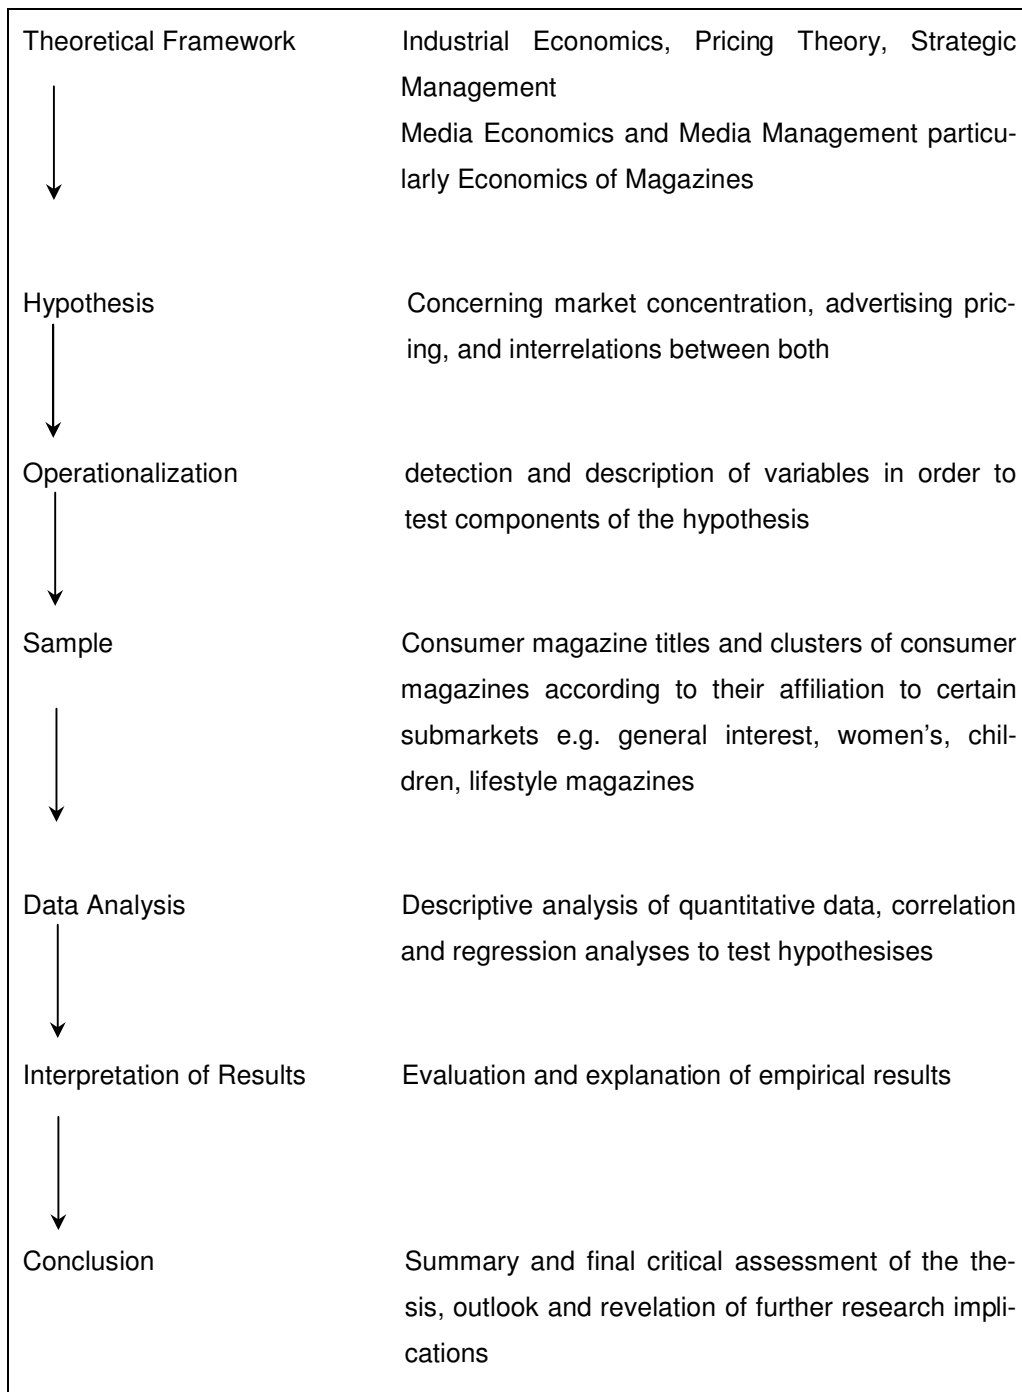 Theoretical Framework Industrial Economics, Pricing Theory, Strategic
Management
Media Economics and Media Management particu-
larly Economics of Magazines
Hypothesis Concerning market concentration, advertising pric-
ing, and interrelations between both
Operationalization detection and description of variables in order to
test components of the hypothesis
Sample Consumer magazine titles and clusters of consumer
magazines according to their affiliation to certain
submarkets e.g. general interest, women’s, chil-
dren, lifestyle magazines
Data Analysis Descriptive analysis of quantitative data, correlation
and regression analyses to test hypothesises
Interpretation of Results Evaluation and explanation of empirical results
Conclusion Summary and final critical assessment of the the-
sis, outlook and revelation of further research impli-
cations